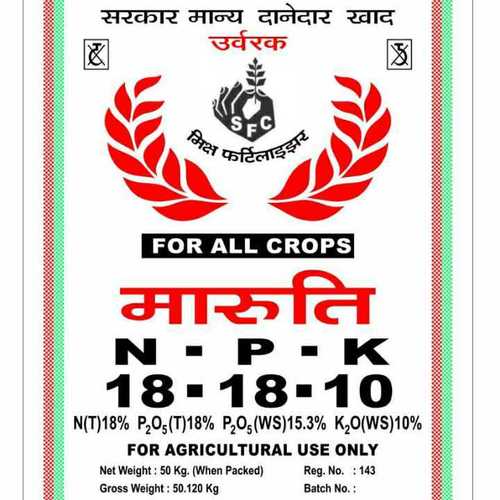 सरकार मान्य दानेदार खाद
उर्वरक
SFC
मिश्र फर्टिलाइझर
FOR ALL CROPS
मारुति
N - P - K
18-18-10
N(T)18% P₂O₅(T)18% P₂O₅(WS)15.3% K₂O(WS)10%
FOR AGRICULTURAL USE ONLY
Net Weight : 50 Kg. (When Packed) Reg. No. : 143
Gross Weight : 50.120 Kg Batch No. :